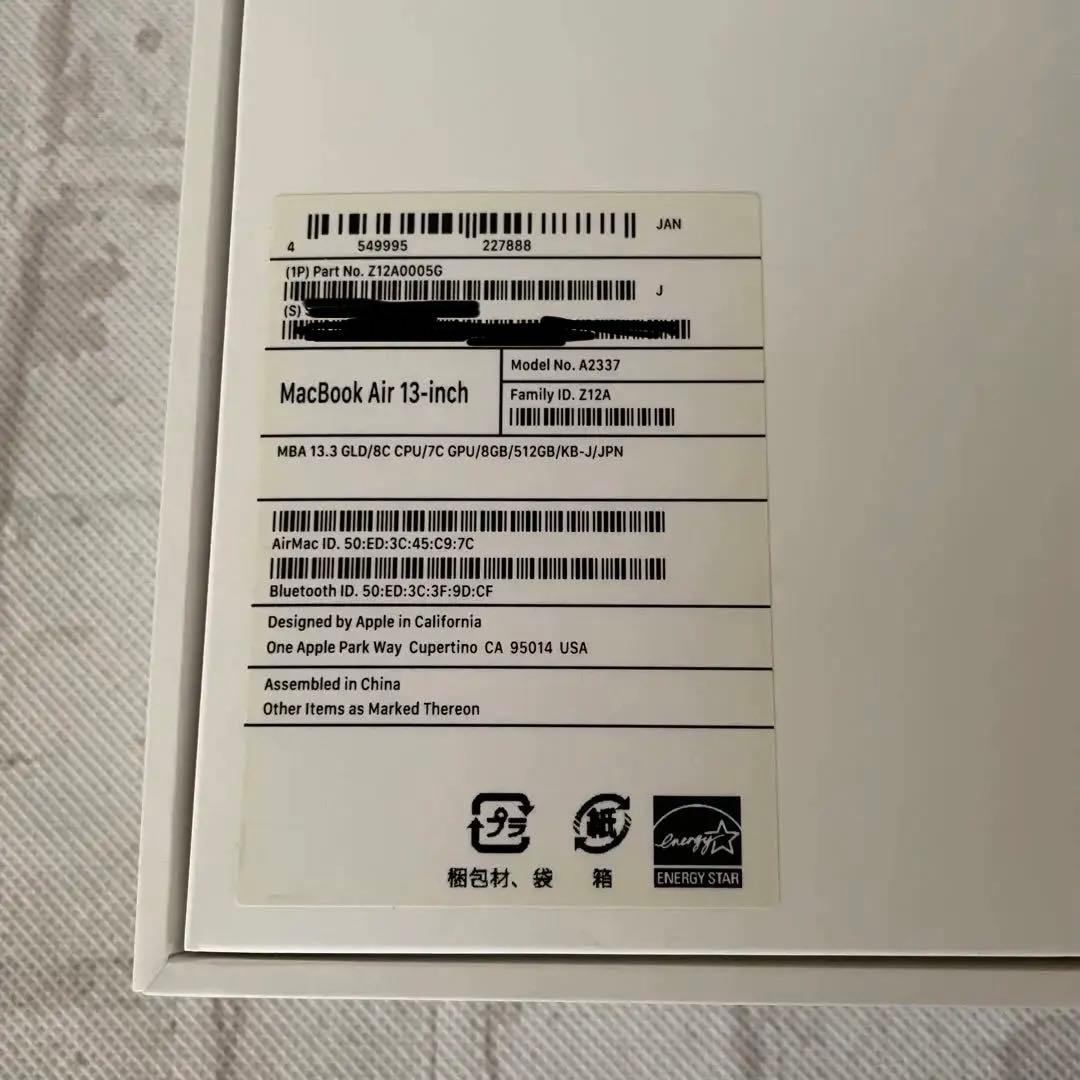 JAN
4 549995 227888
(1P) Part No. Z12A0005G
J
(S)
MacBook Air 13-inch
Model No. A2337
Family ID. Z12A
MBA 13.3 GLD/8C CPU/7C GPU/8GB/512GB/KB-J/JPN
AirMac ID. 50:ED:3C:45:C9:7C
Bluetooth ID. 50:ED:3C:3F:9D:CF
Designed by Apple in California
One Apple Park Way Cupertino CA 95014 USA
Assembled in China
Other Items as Marked Thereon
プラ
紙
energy
梱包材、袋
箱
ENERGY STAR